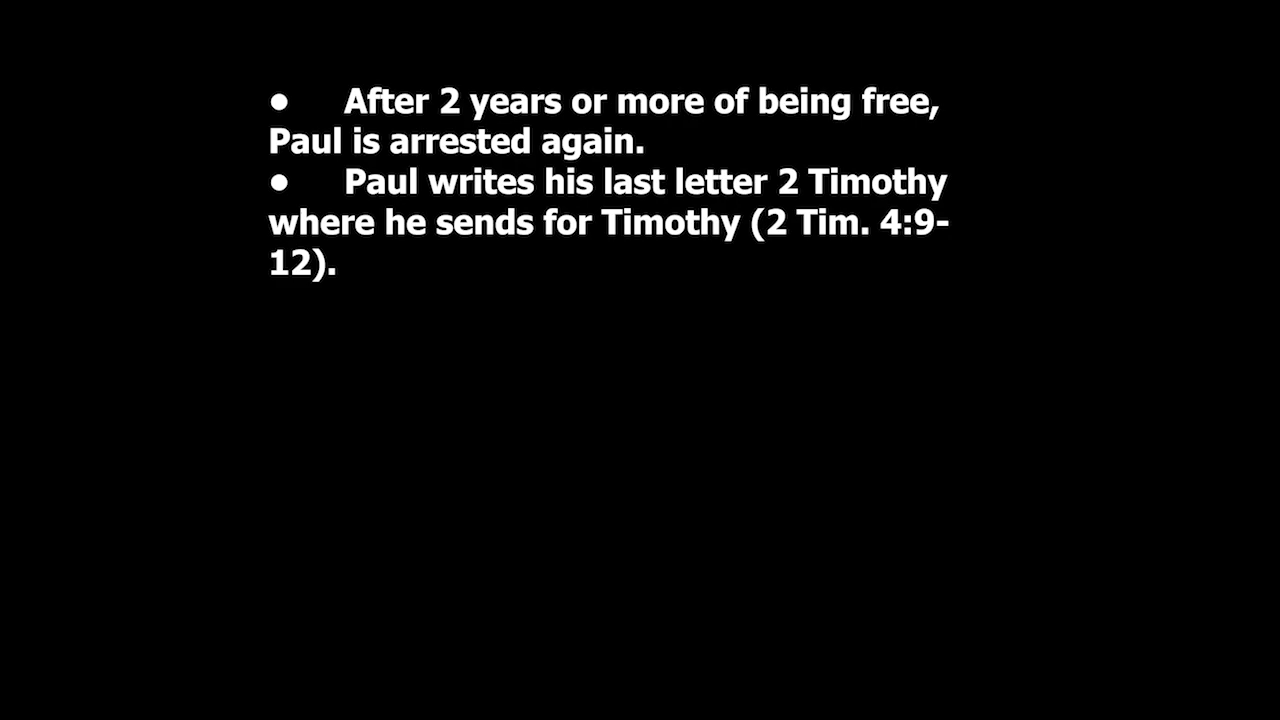 ●	After 2 years or more of being free,
Paul is arrested again.
●	Paul writes his last letter 2 Timothy
where he sends for Timothy (2 Tim. 4:9-
12).